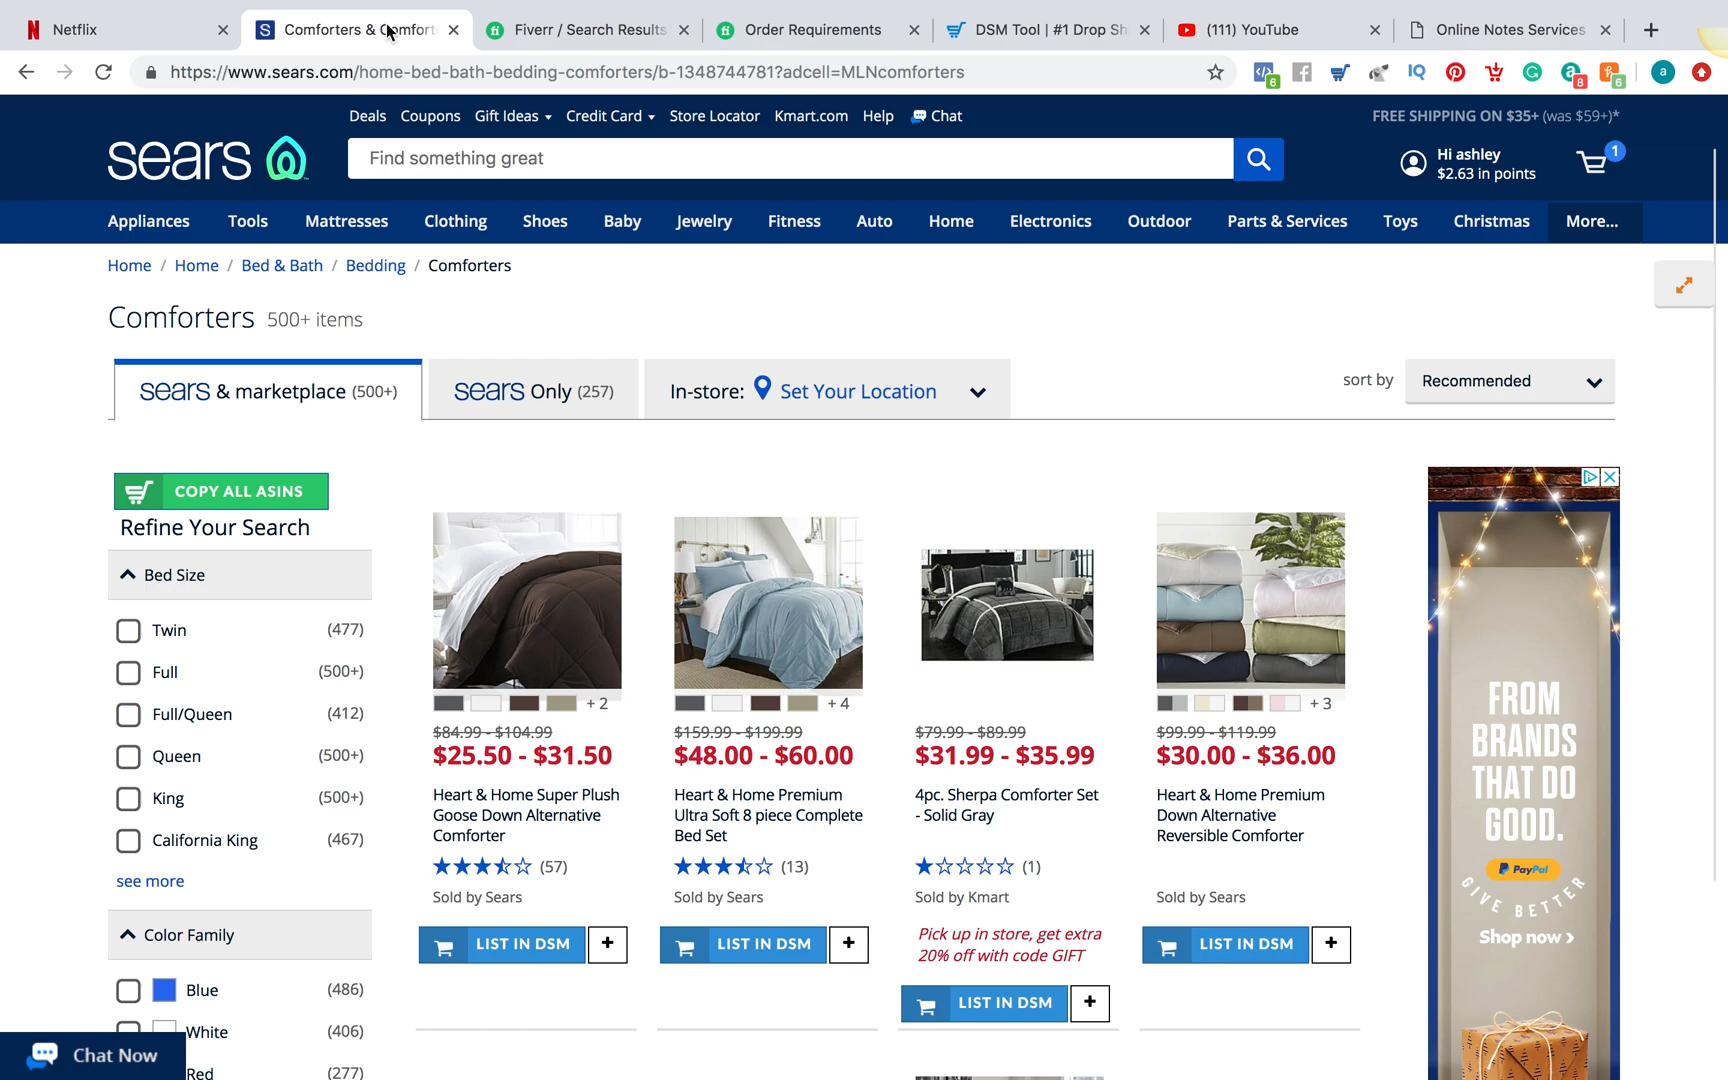 Netflix
Comforters & Comfort
Fiverr / Search Results
Order Requirements
DSM Tool | #1 Drop Sh
(111) YouTube
Online Notes Services
https://www.sears.com/home-bed-bath-bedding-comforters/b-1348744781?adcell=MLNcomforters
6
IQ
8
6
a
Deals Coupons Gift Ideas Credit Card Store Locator Kmart.com Help Chat
FREE SHIPPING ON $35+ (was $59+)*
sears
Find something great
Hi ashley
$2.63 in points
1
Appliances Tools Mattresses Clothing Shoes Baby Jewelry Fitness Auto Home Electronics Outdoor Parts & Services Toys Christmas More...
Home / Home / Bed & Bath / Bedding / Comforters
Comforters 500+ items
sears & marketplace (500+)
sears Only (257)
In-store: Set Your Location
sort by
Recommended
COPY ALL ASINS
Refine Your Search
Bed Size
Twin (477)
Full (500+)
Full/Queen (412)
Queen (500+)
King (500+)
California King (467)
see more
Color Family
Blue (486)
White (406)
Red (277)
Chat Now
+ 2
$84.99 - $104.99
$25.50 - $31.50
Heart & Home Super Plush
Goose Down Alternative
Comforter
(57)
Sold by Sears
LIST IN DSM +
+ 4
$159.99 - $199.99
$48.00 - $60.00
Heart & Home Premium
Ultra Soft 8 piece Complete
Bed Set
(13)
Sold by Sears
LIST IN DSM +
$79.99 - $89.99
$31.99 - $35.99
4pc. Sherpa Comforter Set
- Solid Gray
(1)
Sold by Kmart
Pick up in store, get extra
20% off with code GIFT
LIST IN DSM +
+ 3
$99.99 - $119.99
$30.00 - $36.00
Heart & Home Premium
Down Alternative
Reversible Comforter
Sold by Sears
LIST IN DSM +
FROM
BRANDS
THAT DO
GOOD.
PayPal
GIVE BETTER
Shop now >